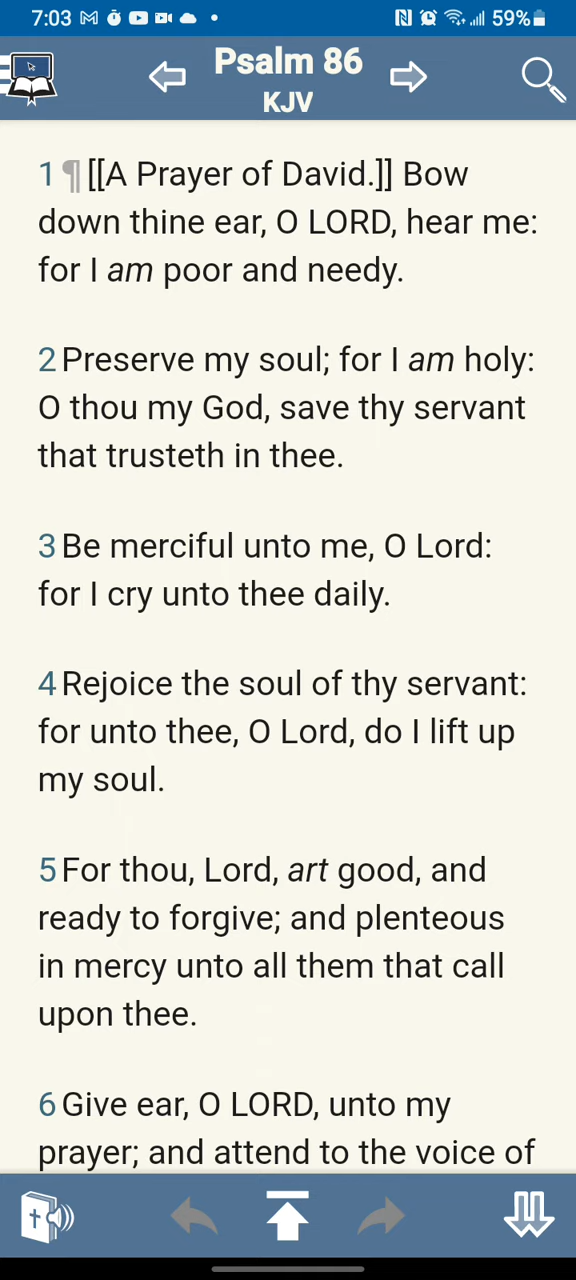 7:03
59%
Psalm 86
KJV
1 ¶ [[A Prayer of David.]] Bow
down thine ear, O LORD, hear me:
for I am poor and needy.
2 Preserve my soul; for I am holy:
O thou my God, save thy servant
that trusteth in thee.
3 Be merciful unto me, O Lord:
for I cry unto thee daily.
4 Rejoice the soul of thy servant:
for unto thee, O Lord, do I lift up
my soul.
5 For thou, Lord, art good, and
ready to forgive; and plenteous
in mercy unto all them that call
upon thee.
6 Give ear, O LORD, unto my
prayer; and attend to the voice of